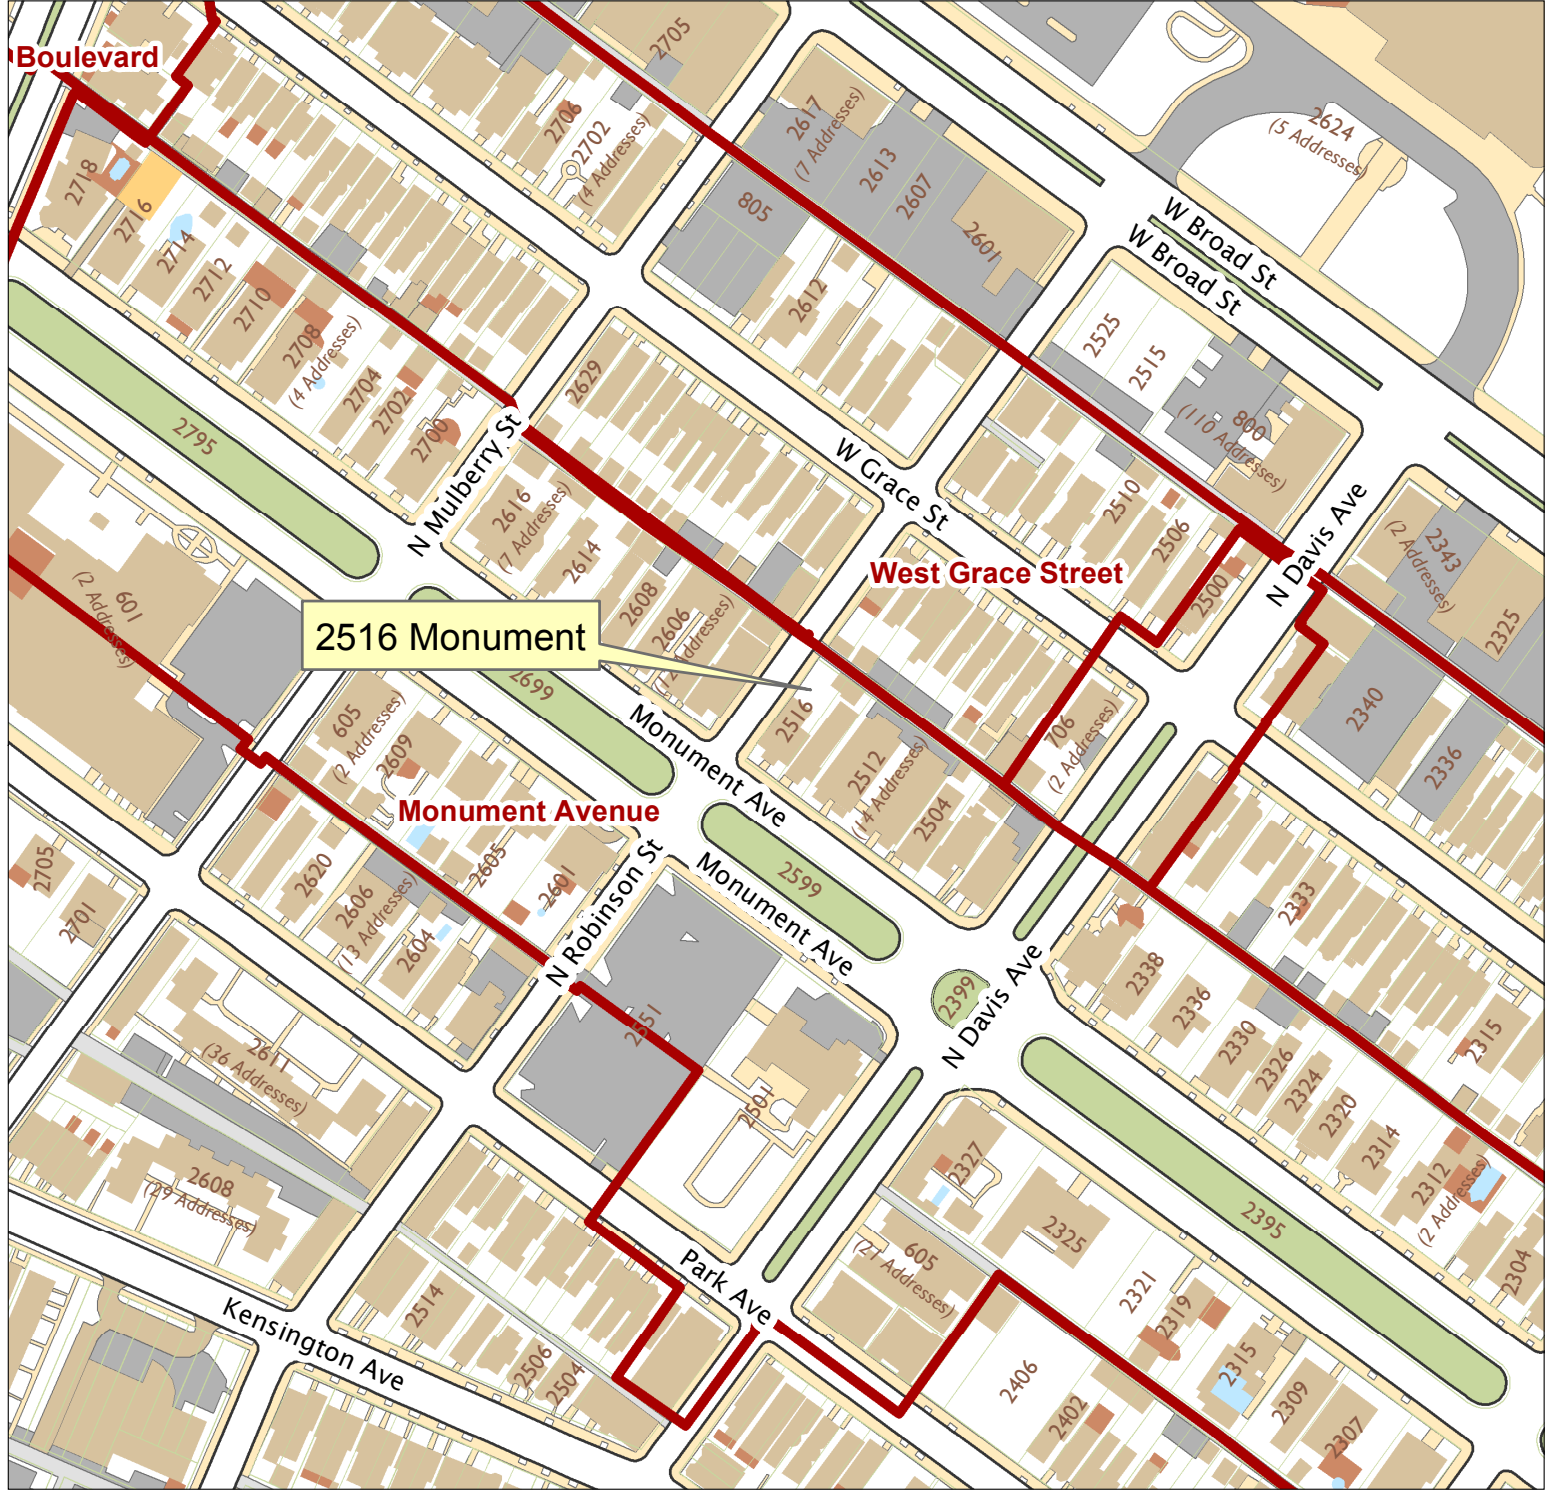 Boulevard
2705
2706
2702
(4 Addresses)
2617
(7 Addresses)
2613
2607
805
2601
2612
2624
(5 Addresses)
W Broad St
W Broad St
2718
2716
2714
2712
2710
2708
(4 Addresses)
2704
2702
2700
2795
2629
N Mulberry St
2616
(7 Addresses)
2614
2608
2606
W Grace St
2525
2515
800
(110 Addresses)
2510
2506
2500
N Davis Ave
2343
(2 Addresses)
2325
2340
2336
West Grace Street
601
(2 Addresses)
2516 Monument
2699
Monument Ave
2516
2512
(14 Addresses)
2504
706
(2 Addresses)
605
(2 Addresses)
2609
Monument Avenue
2620
2606
(13 Addresses)
2604
2605
2601
N Robinson St
Monument Ave
2599
2399
N Davis Ave
2333
2338
2336
2330
2326
2324
2320
2314
2312
(2 Addresses)
2315
2304
2705
2701
2611
(36 Addresses)
2608
(29 Addresses)
2551
2501
2327
2325
2395
605
(21 Addresses)
2321
2319
2315
2309
2307
2406
2402
Park Ave
2514
2506
2504
Kensington Ave